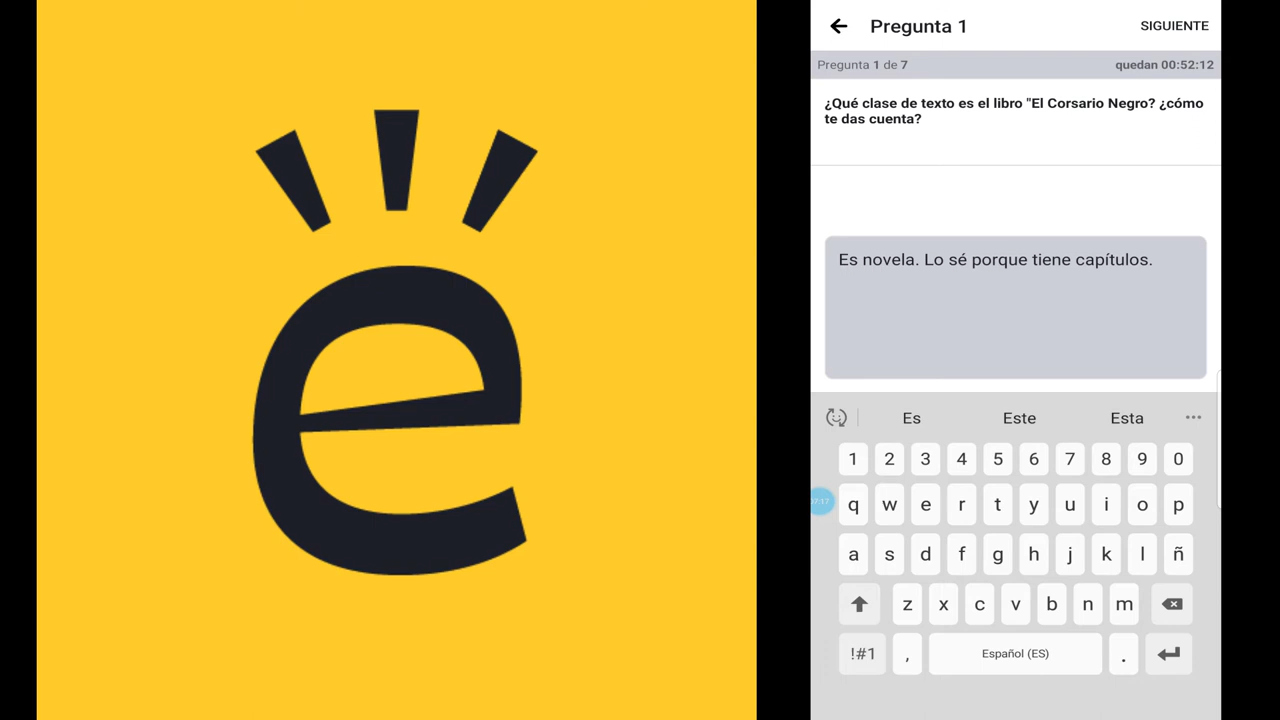 e
Pregunta 1
SIGUIENTE
Pregunta 1 de 7
quedan 00:52:12
¿Qué clase de texto es el libro "El Corsario Negro? ¿cómo
te das cuenta?
Es novela. Lo sé porque tiene capítulos.
Es Este Esta
1 2 3 4 5 6 7 8 9 0
07:17
q w e r t y u i o p
a s d f g h j k l ñ
z x c v b n m
!#1 , Español (ES) .